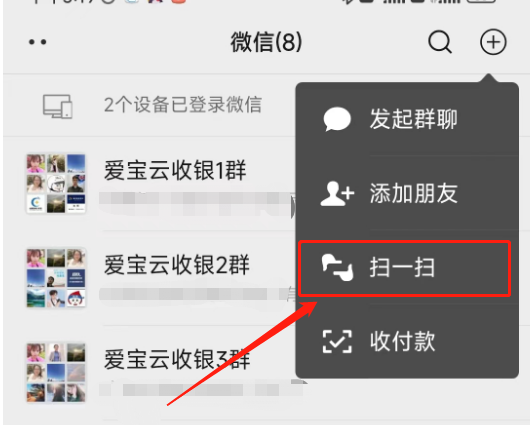 微信(8)
2个设备已登录微信
发起群聊
爱宝云收银1群
添加朋友
爱宝云收银2群
扫一扫
收付款
爱宝云收银3群